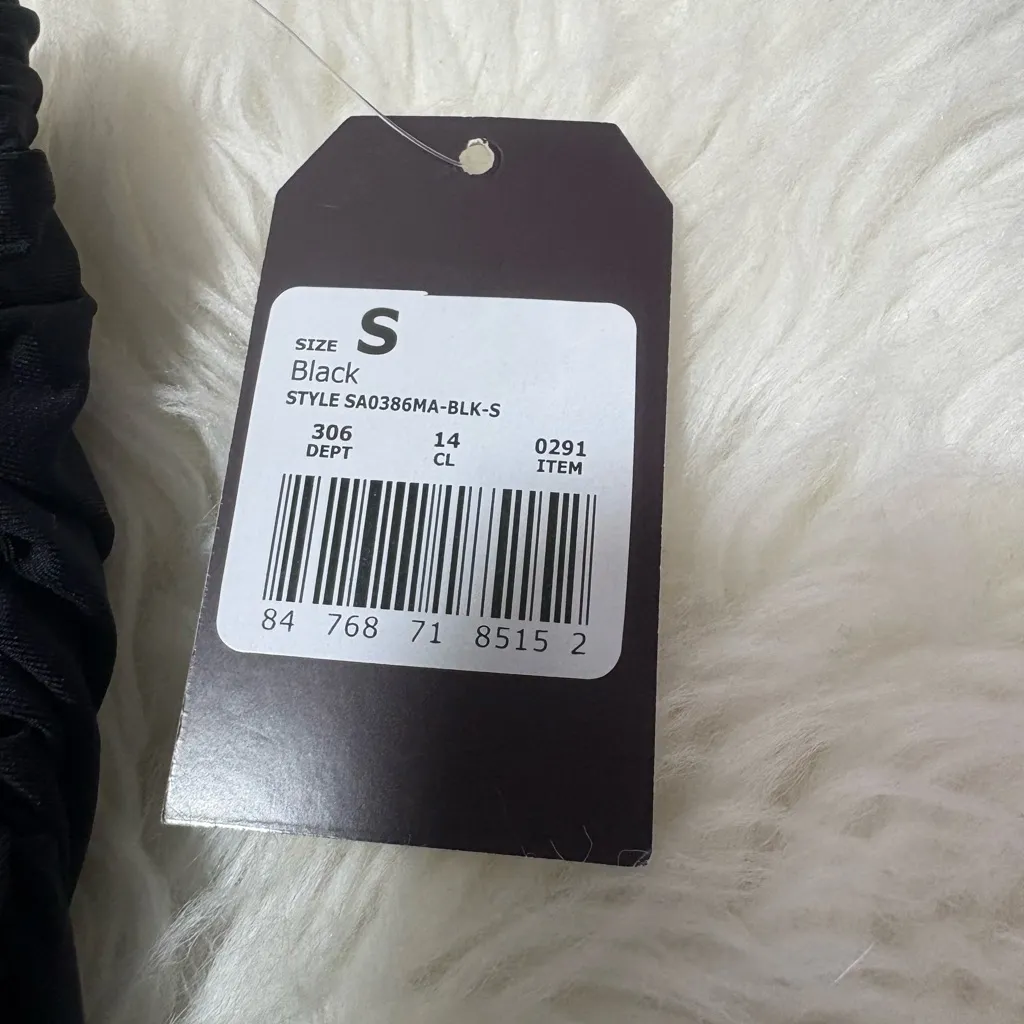 SIZE S
Black
STYLE SA0386MA-BLK-S
306 14 0291
DEPT CL ITEM
84 768 71 8515 2